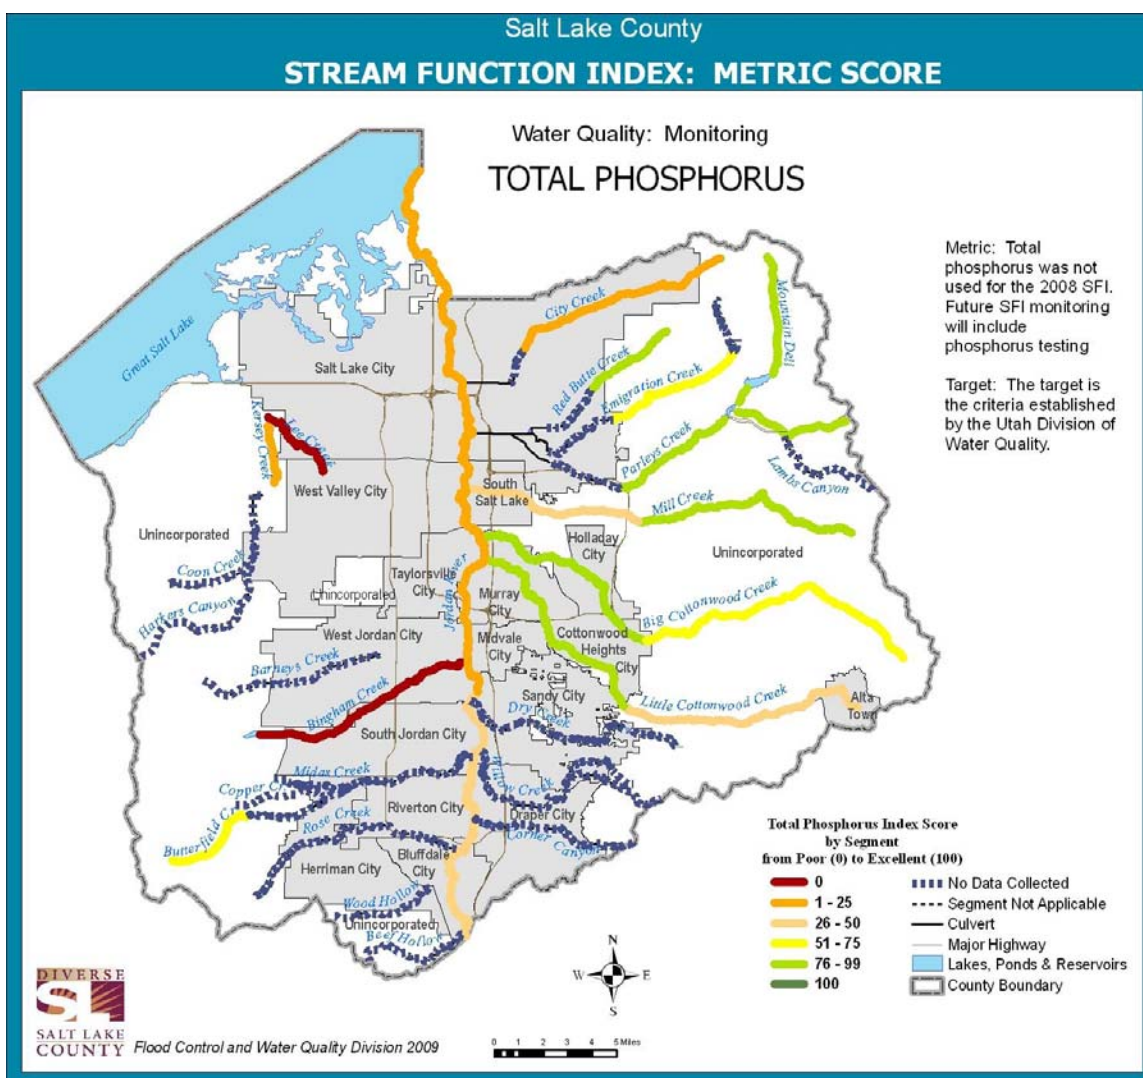 Salt Lake County
STREAM FUNCTION INDEX: METRIC SCORE
Water Quality: Monitoring
TOTAL PHOSPHORUS
Metric: Total
phosphorus was not
used for the 2008 SFI.
Future SFI monitoring
will include
phosphorus testing
Target: The target is
the criteria established
by the Utah Division of
Water Quality.
Great Salt Lake
Salt Lake City
City Creek
Mountain Dell
Red Butte Creek
Emigration Creek
Parleys Creek
Lambs Canyon
Kersey Creek
Lee Creek
West Valley City
South
Salt Lake
Mill Creek
Unincorporated
Holladay
City
Unincorporated
Coon Creek
Harkers Canyon
Taylorsville
City
Unincorporated
Jordan River
Murray
City
Big Cottonwood Creek
West Jordan City
Midvale
City
Cottonwood
Heights
City
Barneys Creek
Bingham Creek
Sandy City
Little Cottonwood Creek
Alta
Town
South Jordan City
Dry Creek
Midas Creek
Willow Creek
Copper
Riverton City
Draper City
Butterfield
Rose Creek
Corner Canyon
Bluffdale
City
Herriman City
Wood Hollow
Unincorporated
Beef Hollow
Total Phosphorus Index Score
by Segment
from Poor (0) to Excellent (100)
0
1 - 25
26 - 50
51 - 75
76 - 99
100
No Data Collected
Segment Not Applicable
Culvert
Major Highway
Lakes, Ponds & Reservoirs
County Boundary
N
W E
S
0 1 2 3 4 5 Miles
DIVERSE
SL
SALT LAKE
COUNTY
Flood Control and Water Quality Division 2009